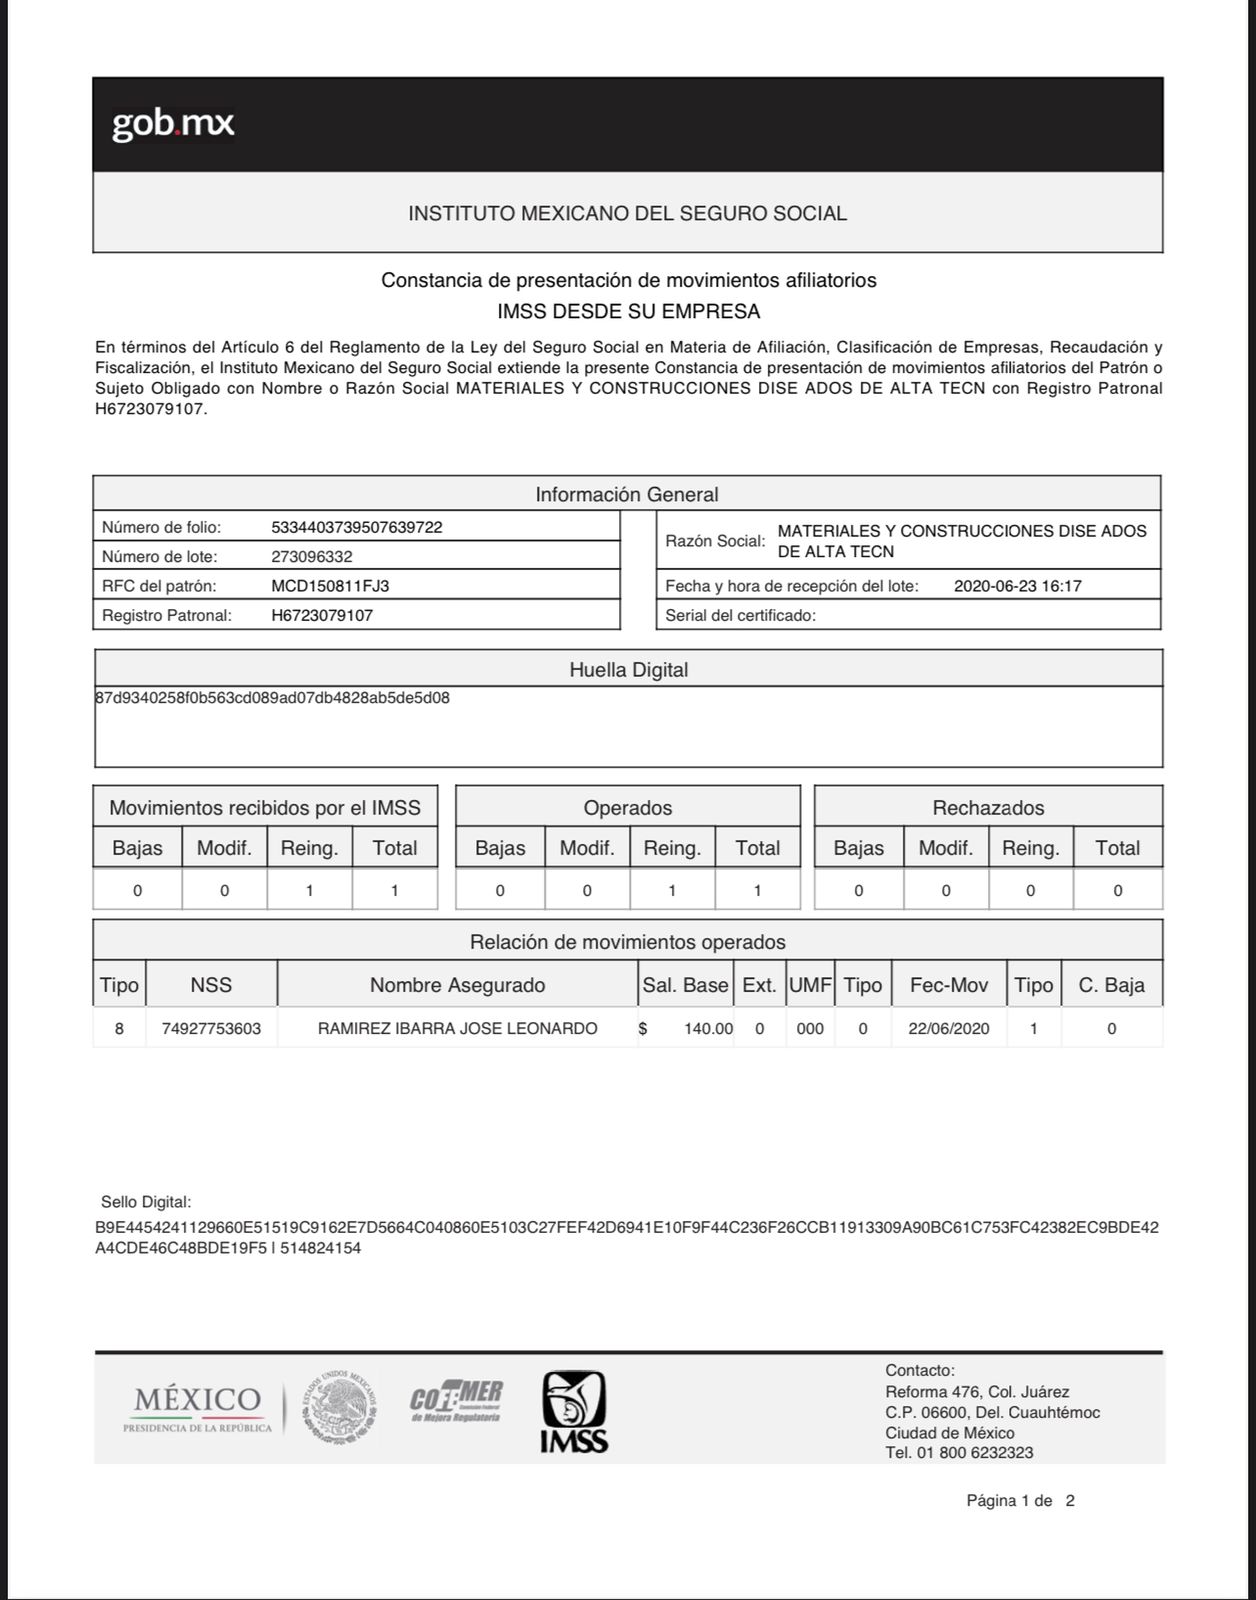 gob.mx
INSTITUTO MEXICANO DEL SEGURO SOCIAL
Constancia de presentación de movimientos afiliatorios
IMSS DESDE SU EMPRESA
En términos del Artículo 6 del Reglamento de la Ley del Seguro Social en Materia de Afiliación, Clasificación de Empresas, Recaudación y
Fiscalización, el Instituto Mexicano del Seguro Social extiende la presente Constancia de presentación de movimientos afiliatorios del Patrón o
Sujeto Obligado con Nombre o Razón Social MATERIALES Y CONSTRUCCIONES DISE ADOS DE ALTA TECN con Registro Patronal
H6723079107.
Información General
Número de folio: 5334403739507639722
Número de lote: 273096332
RFC del patrón: MCD150811FJ3
Registro Patronal: H6723079107
Razón Social: MATERIALES Y CONSTRUCCIONES DISE ADOS
DE ALTA TECN
Fecha y hora de recepción del lote: 2020-06-23 16:17
Serial del certificado:
Huella Digital
87d9340258f0b563cd089ad07db4828ab5de5d08
Movimientos recibidos por el IMSS Operados Rechazados
Bajas Modif. Reing. Total Bajas Modif. Reing. Total Bajas Modif. Reing. Total
0 0 1 1 0 0 1 1 0 0 0 0
Relación de movimientos operados
Tipo NSS Nombre Asegurado Sal. Base Ext. UMF Tipo Fec-Mov Tipo C. Baja
8 74927753603 RAMIREZ IBARRA JOSE LEONARDO $ 140.00 0 000 0 22/06/2020 1 0
Sello Digital:
B9E4454241129660E51519C9162E7D5664C040860E5103C27FEF42D6941E10F9F44C236F26CCB11913309A90BC61C753FC42382EC9BDE42
A4CDE46C48BDE19F5 | 514824154
MÉXICO
PRESIDENCIA DE LA REPÚBLICA
ESTADOS UNIDOS MEXICANOS
COFEMER
Comisión Federal
de Mejora Regulatoria
IMSS
Contacto:
Reforma 476, Col. Juárez
C.P. 06600, Del. Cuauhtémoc
Ciudad de México
Tel. 01 800 6232323
Página 1 de 2